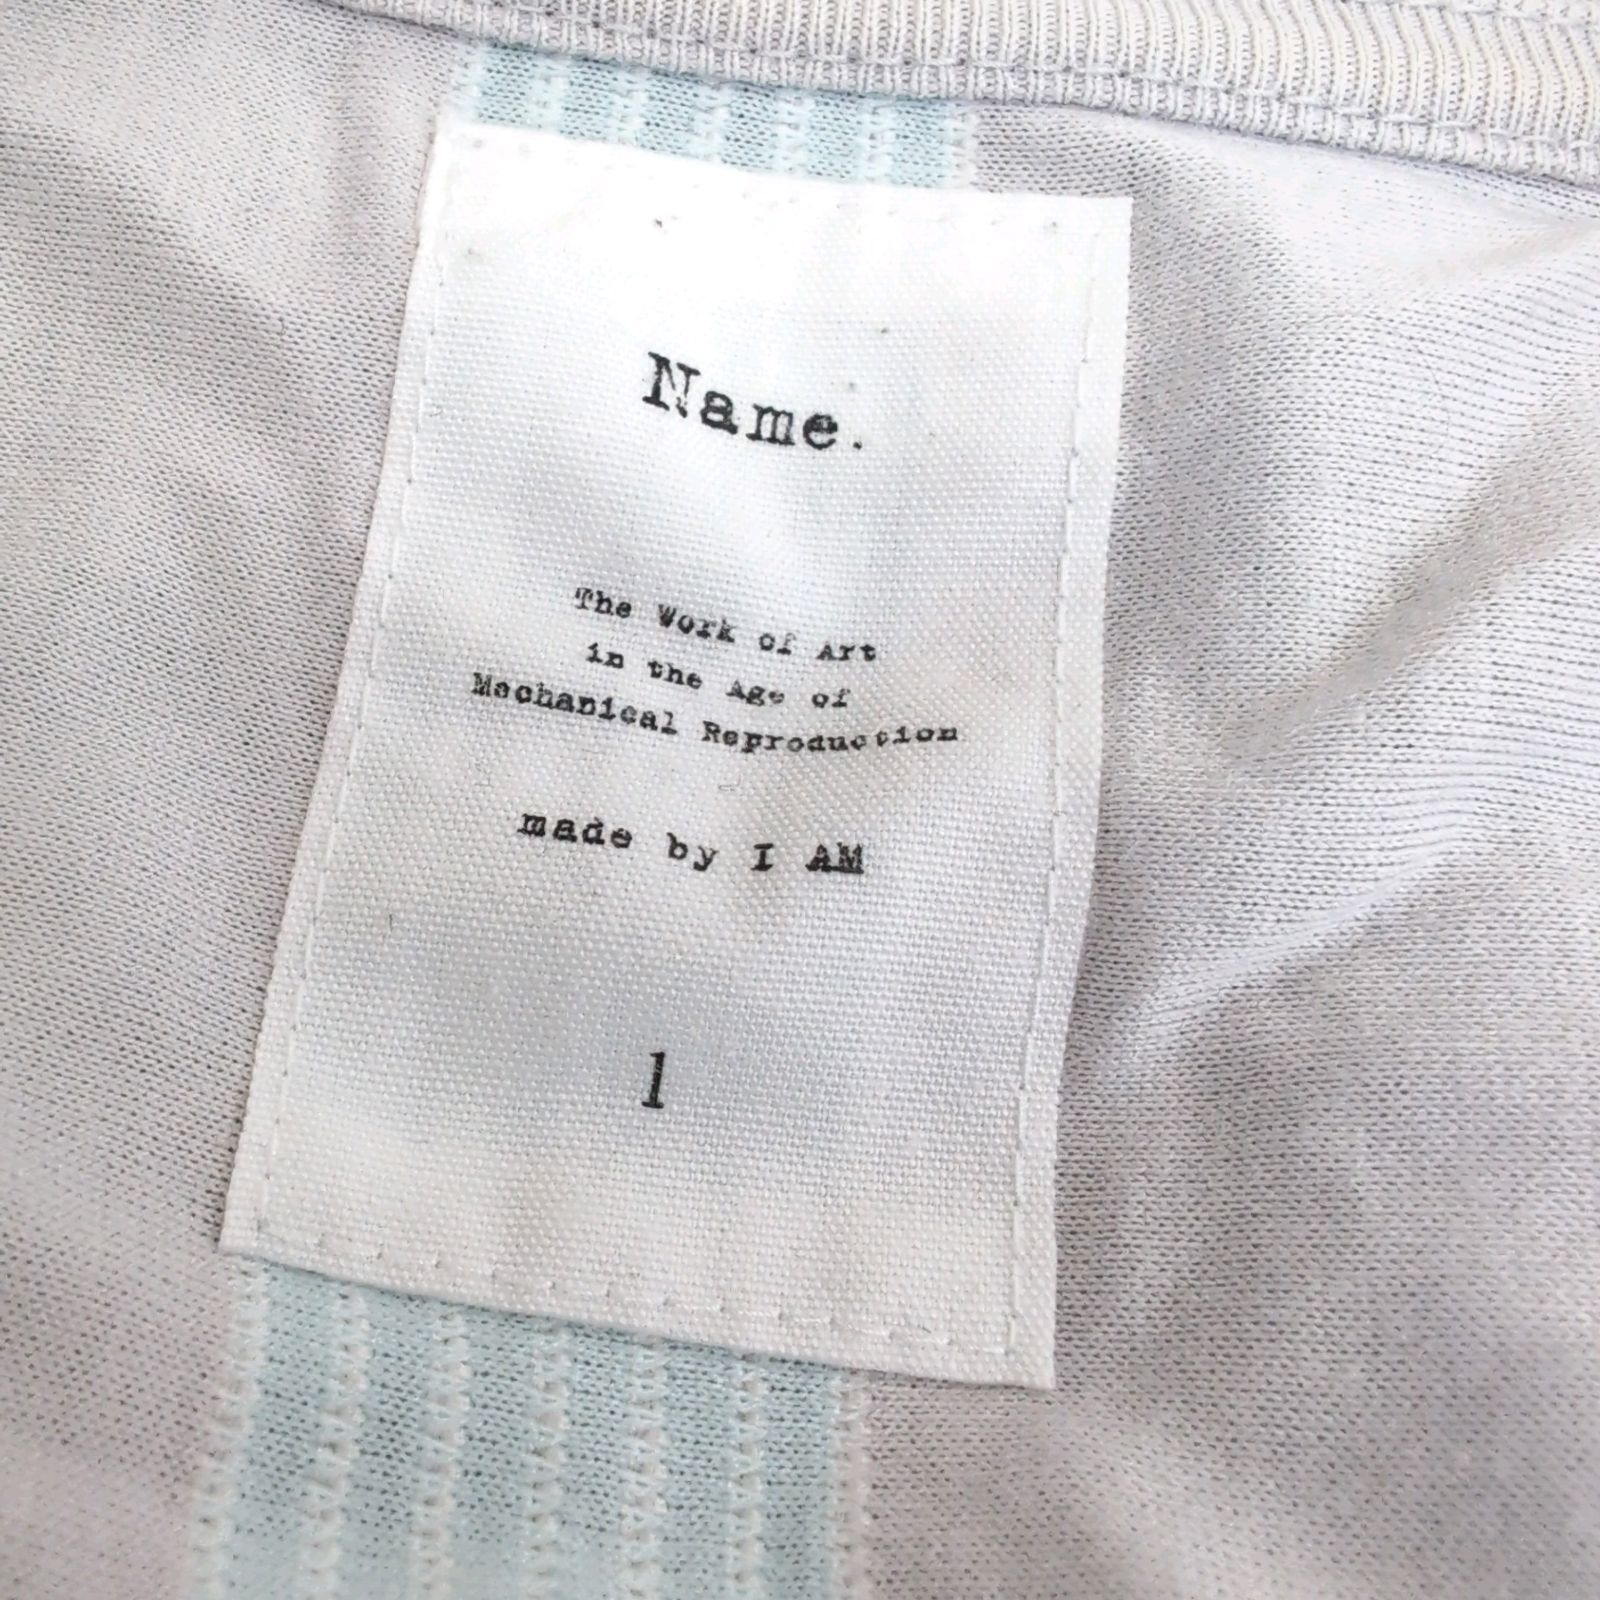 Name.
The Work of Art
in the Age of
Mechanical Reproduction
made by I AM
1